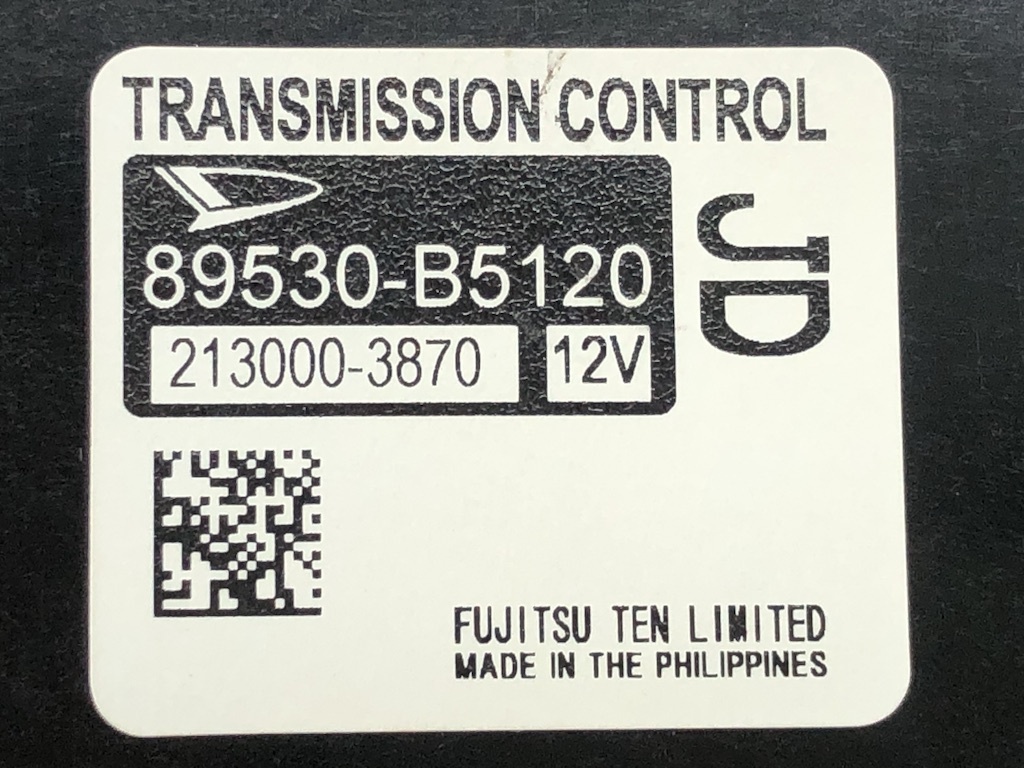 TRANSMISSION CONTROL
89530-B5120
213000-3870
12V
JD
FUJITSU TEN LIMITED
MADE IN THE PHILIPPINES